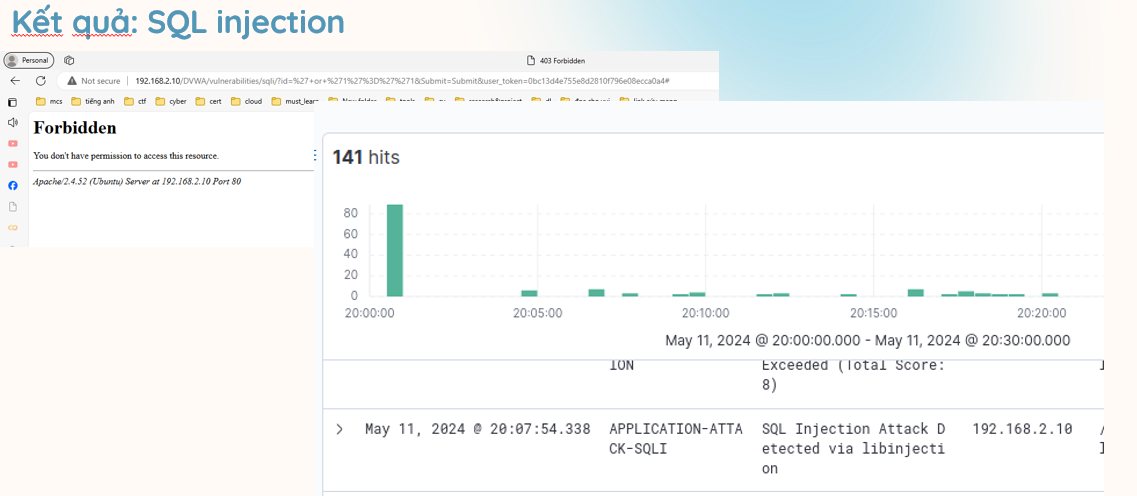 Kết quả: SQL injection
Personal
403 Forbidden
Not secure
192.168.2.10/DVWA/vulnerabilities/sqli/?id=%27+or+%271%27%3D%27%271&Submit=Submit&user_token=0bc13d4e755e8d2810f796e08ecca0a4#
mcs
tiếng anh
ctf
cyber
cert
cloud
must_learn
Forbidden
You don't have permission to access this resource.
Apache/2.4.52 (Ubuntu) Server at 192.168.2.10 Port 80
141 hits
80
60
40
20
0
20:00:00
20:05:00
20:10:00
20:15:00
20:20:00
May 11, 2024 @ 20:00:00.000 - May 11, 2024 @ 20:30:00.000
ION
Exceeded (Total Score:
8)
May 11, 2024 @ 20:07:54.338
APPLICATION-ATTA
CK-SQLI
SQL Injection Attack D
etected via libinjecti
on
192.168.2.10